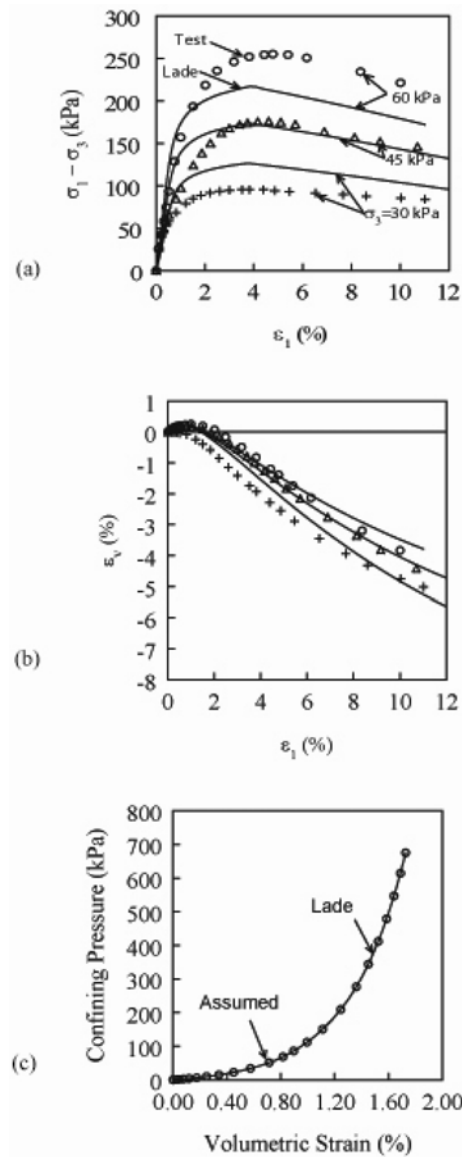 300
250
200
150
100
50
0
σ₁ – σ₃ (kPa)
Test
Lade
60 kPa
45 kPa
σ₃=30 kPa
0 2 4 6 8 10 12
ε₁ (%)
(a)
1
0
-1
-2
-3
-4
-5
-6
-7
-8
εᵥ (%)
0 2 4 6 8 10 12
ε₁ (%)
(b)
800
700
600
500
400
300
200
100
0
Confining Pressure (kPa)
Lade
Assumed
0.00 0.40 0.80 1.20 1.60 2.00
Volumetric Strain (%)
(c)